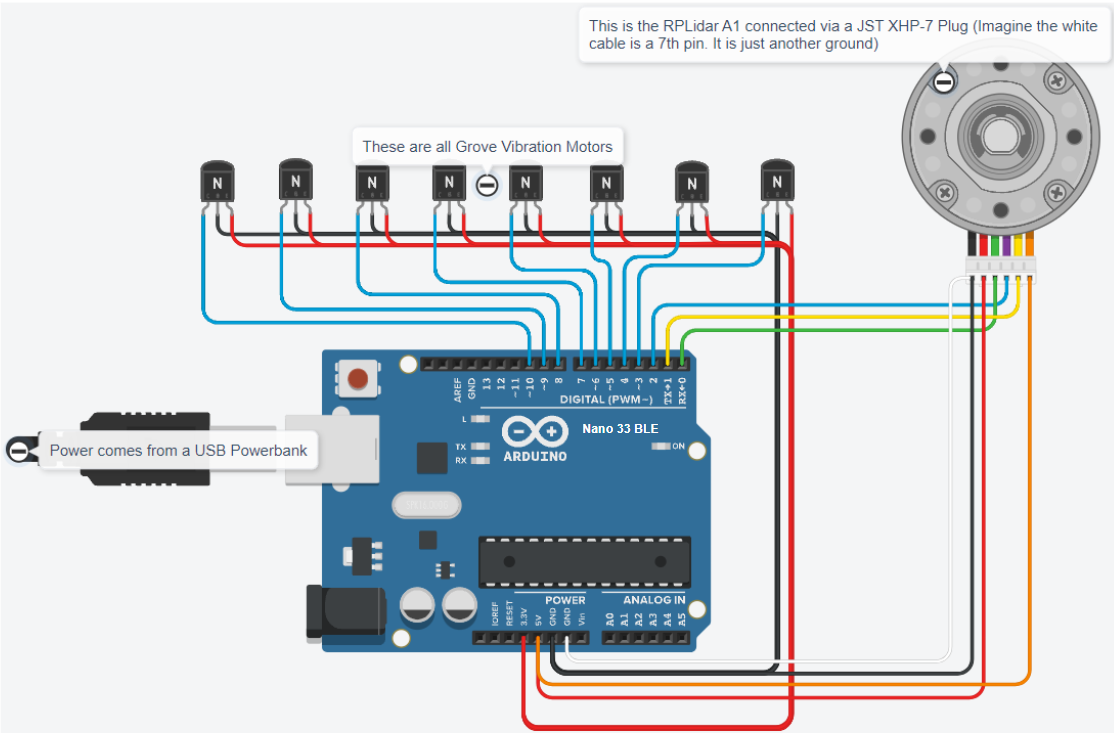 This is the RPLidar A1 connected via a JST XHP-7 Plug (Imagine the white
cable is a 7th pin. It is just another ground)
These are all Grove Vibration Motors
N N N N N N N N
AREF
GND
13
12
~11
~10
~9
8
7
~6
~5
4
~3
2
TX→1
RX←0
DIGITAL (PWM~)
L
TX
RX
ARDUINO
Nano 33 BLE
ON
Power comes from a USB Powerbank
POWER
ANALOG IN
IOREF
RESET
3.3V
5V
GND
GND
Vin
A0
A1
A2
A3
A4
A5